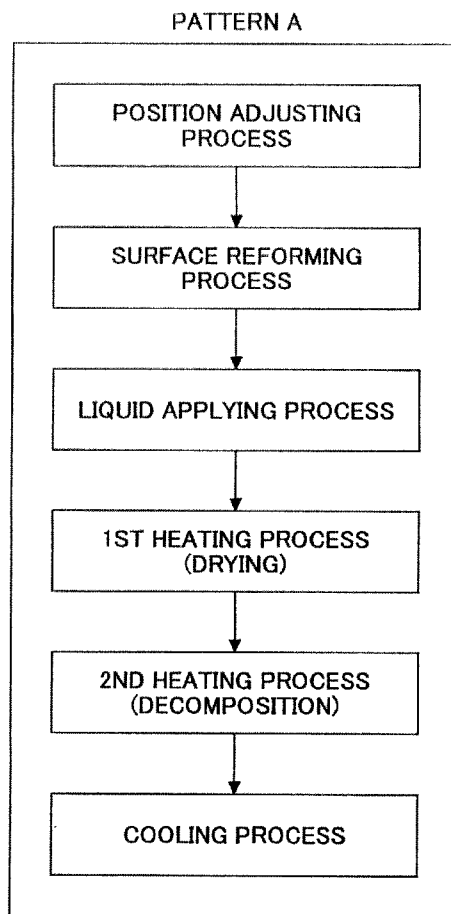 PATTERN A
POSITION ADJUSTING
PROCESS
SURFACE REFORMING
PROCESS
LIQUID APPLYING PROCESS
1ST HEATING PROCESS
(DRYING)
2ND HEATING PROCESS
(DECOMPOSITION)
COOLING PROCESS